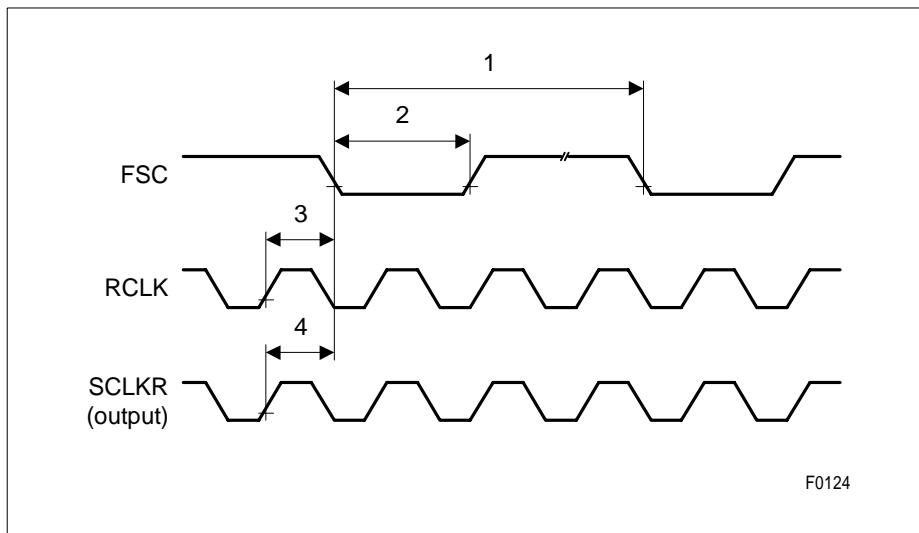 1
2
FSC
3
RCLK
4
SCLKR
(output)
F0124